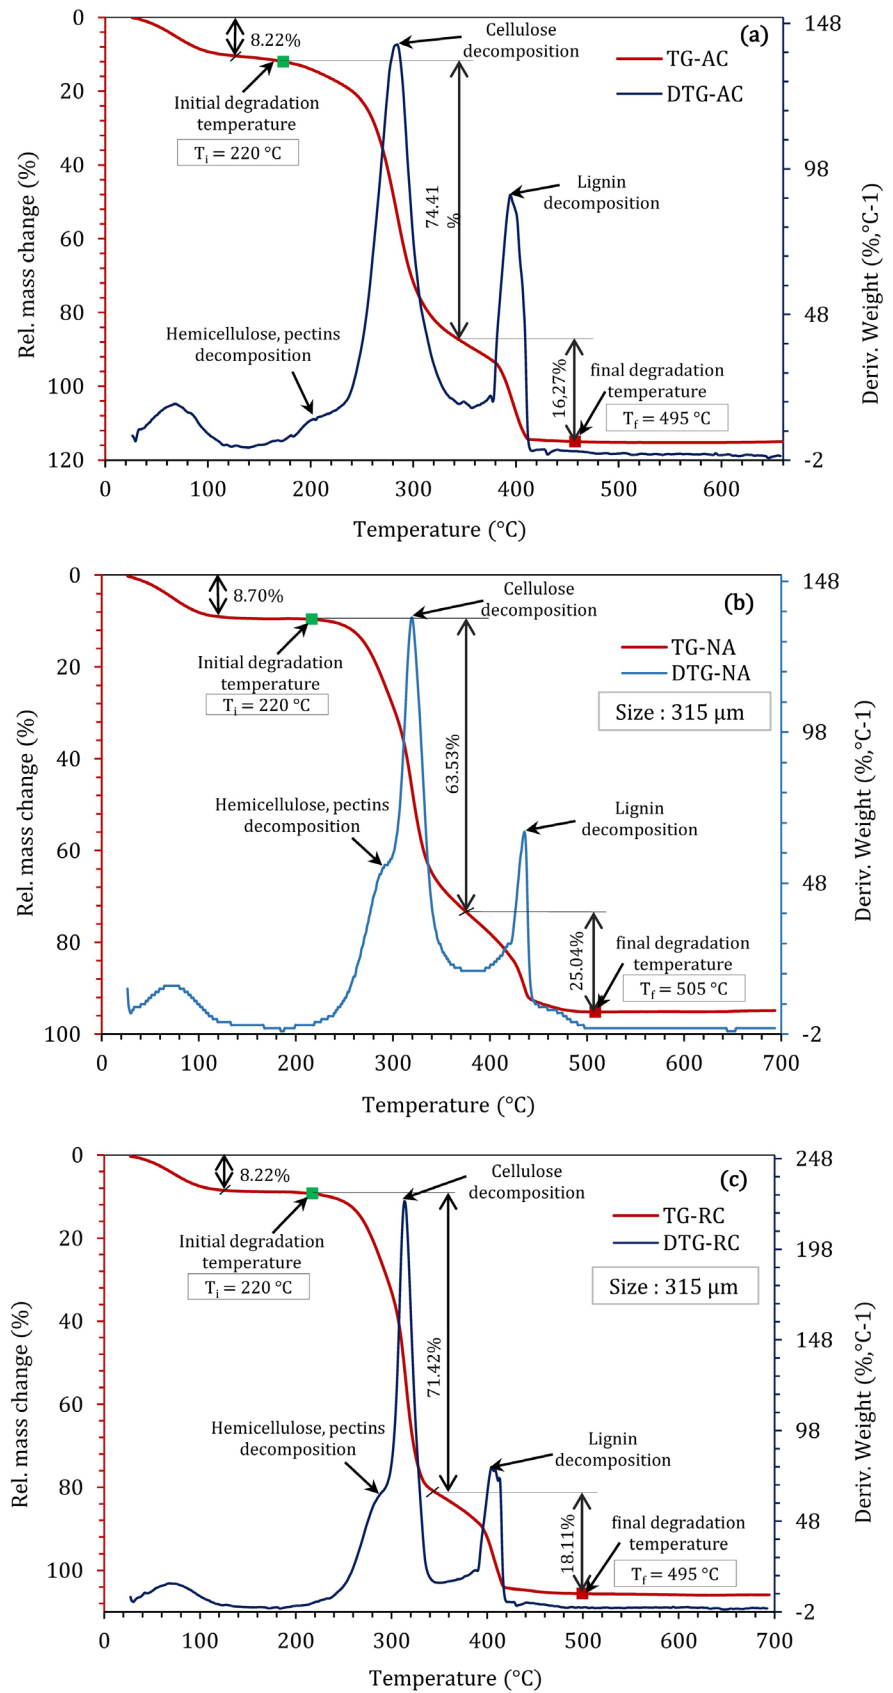 0
20
40
60
80
100
120
Rel. mass change (%)
8.22%
Cellulose
decomposition
(a)
TG-AC
DTG-AC
Initial degradation
temperature
Tᵢ = 220 °C
74.41
%
Lignin
decomposition
Hemicellulose, pectins
decomposition
16,27%
final degradation
temperature
T_f = 495 °C
148
98
48
-2
Deriv. Weight (%,°C-1)
0 100 200 300 400 500 600
Temperature (°C)
0
20
40
60
80
100
Rel. mass change (%)
8.70%
Cellulose
decomposition
(b)
TG-NA
DTG-NA
Size : 315 µm
Initial degradation
temperature
Tᵢ = 220 °C
63.53%
Hemicellulose, pectins
decomposition
Lignin
decomposition
25.04%
final degradation
temperature
T_f = 505 °C
148
98
48
-2
Deriv. Weight (%,°C-1)
0 100 200 300 400 500 600 700
Temperature (°C)
0
20
40
60
80
100
Rel. mass change (%)
8.22%
Cellulose
decomposition
(c)
TG-RC
DTG-RC
Size : 315 µm
Initial degradation
temperature
Tᵢ = 220 °C
71.42%
Hemicellulose, pectins
decomposition
Lignin
decomposition
18.11%
final degradation
temperature
T_f = 495 °C
248
198
148
98
48
-2
Deriv. Weight (%,°C-1)
0 100 200 300 400 500 600 700
Temperature (°C)